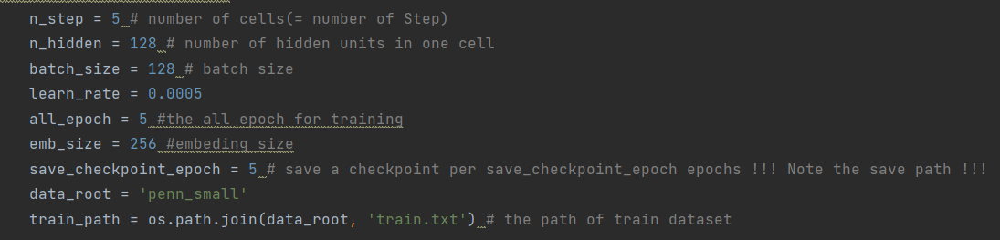 n_step = 5 # number of cells(= number of Step)
n_hidden = 128 # number of hidden units in one cell
batch_size = 128 # batch size
learn_rate = 0.0005
all_epoch = 5 #the all epoch for training
emb_size = 256 #embeding size
save_checkpoint_epoch = 5 # save a checkpoint per save_checkpoint_epoch epochs !!! Note the save path !!!
data_root = 'penn_small'
train_path = os.path.join(data_root, 'train.txt') # the path of train dataset